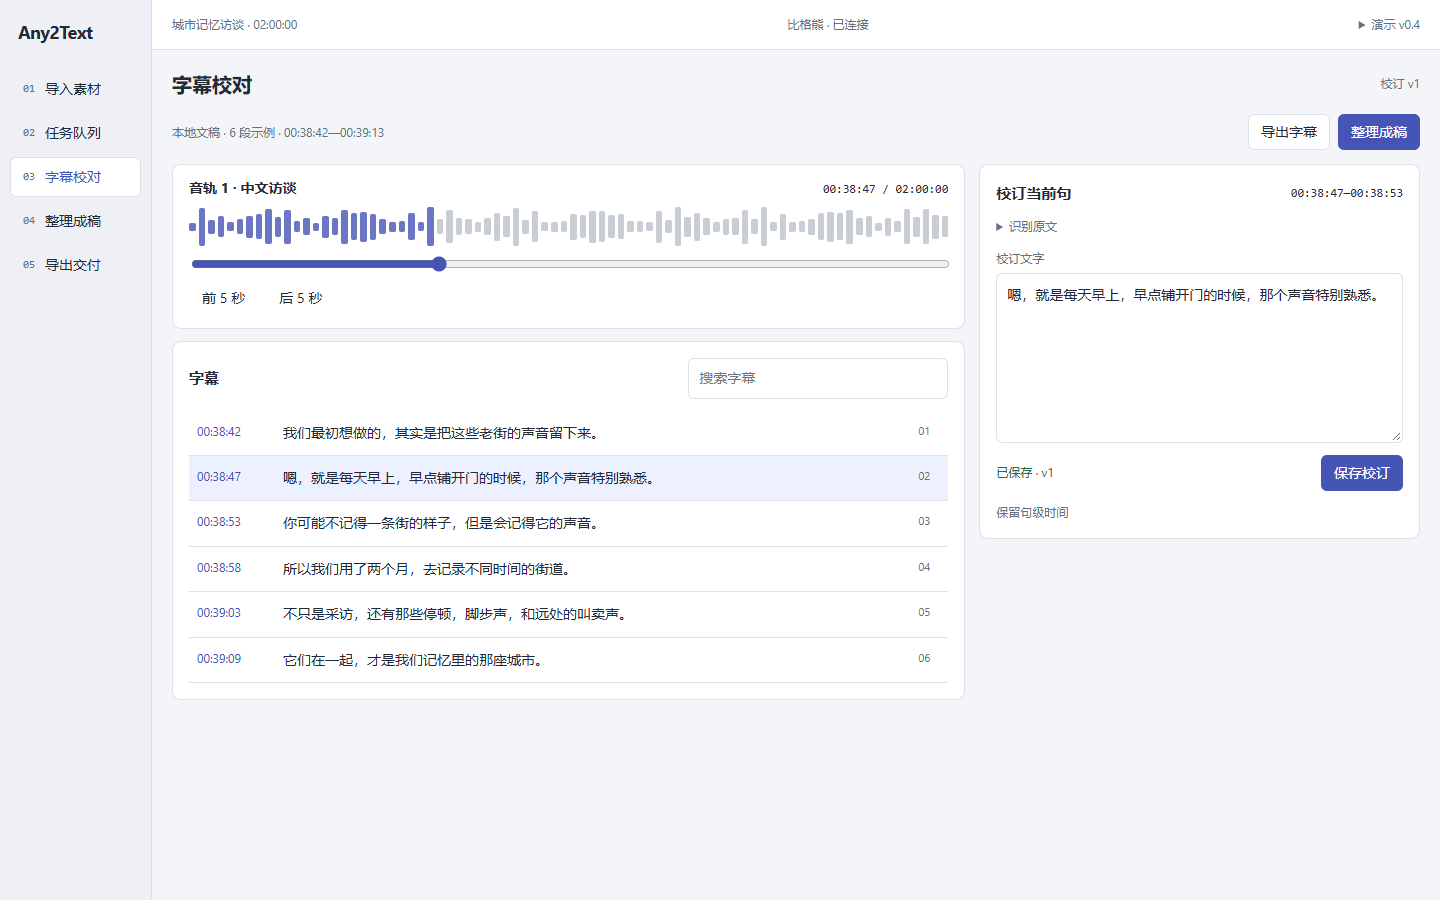 Any2Text
城市记忆访谈 · 02:00:00
比格熊 · 已连接
▶ 演示 v0.4
01 导入素材
02 任务队列
03 字幕校对
04 整理成稿
05 导出交付
字幕校对
校订 v1
本地文稿 · 6 段示例 · 00:38:42—00:39:13
导出字幕
整理成稿
音轨 1 · 中文访谈
00:38:47 / 02:00:00
前 5 秒
后 5 秒
字幕
搜索字幕
00:38:42 我们最初想做的，其实是把这些老街的声音留下来。 01
00:38:47 嗯，就是每天早上，早点铺开门的时候，那个声音特别熟悉。 02
00:38:53 你可能不记得一条街的样子，但是会记得它的声音。 03
00:38:58 所以我们用了两个月，去记录不同时间的街道。 04
00:39:03 不只是采访，还有那些停顿，脚步声，和远处的叫卖声。 05
00:39:09 它们在一起，才是我们记忆里的那座城市。 06
校订当前句
00:38:47—00:38:53
▶ 识别原文
校订文字
嗯，就是每天早上，早点铺开门的时候，那个声音特别熟悉。
已保存 · v1
保存校订
保留句级时间